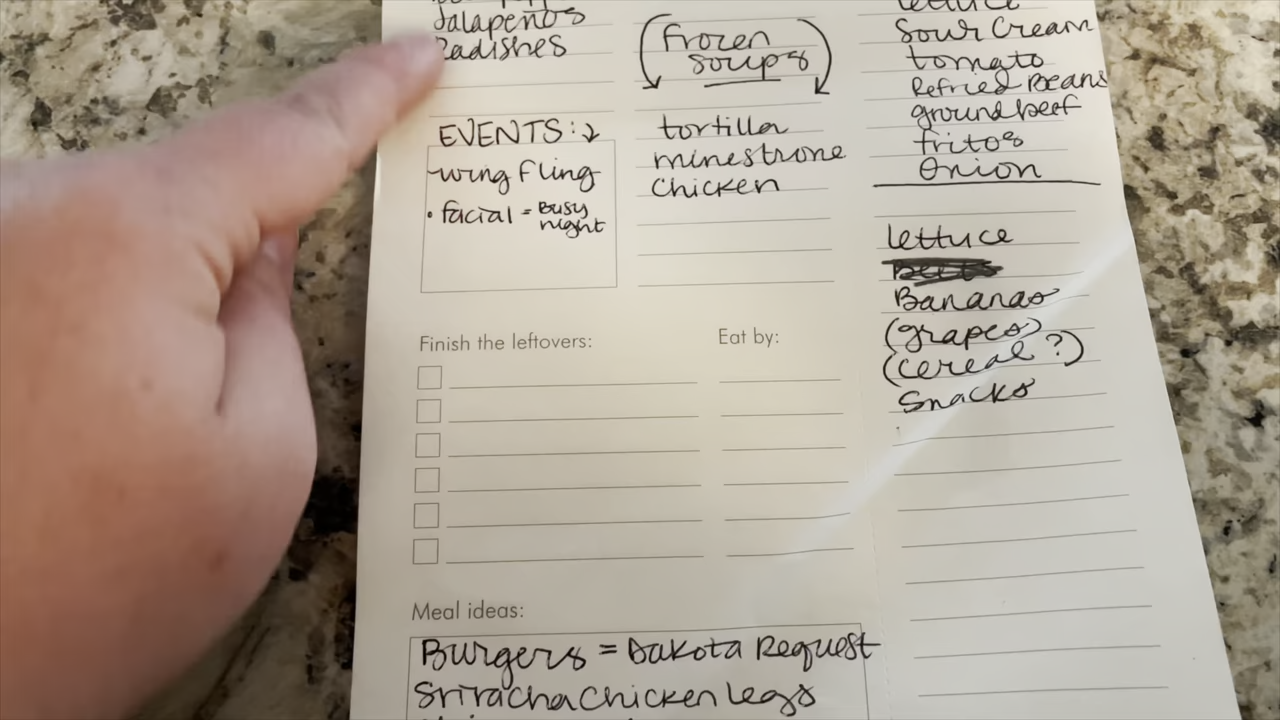 Jalapeños
Radishes
EVENTS:
-wing fling
• facial = Busy
night
(frozen
soups)
tortilla
minestrone
chicken
lettuce
Sour Cream
tomato
Refried Beans
ground beef
fritos
Onion
lettuce
Bananas
(grapes)
(cereal?)
Snacks
Finish the leftovers:
Eat by:
Meal ideas:
Burgers = Dakota Request
Sriracha Chicken legs